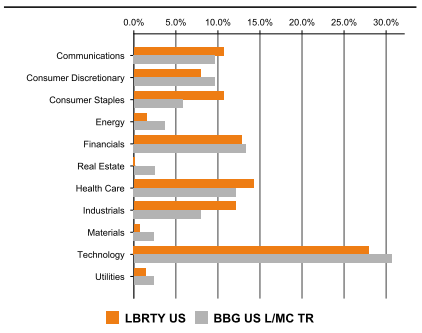 0.0% 5.0% 10.0% 15.0% 20.0% 25.0% 30.0%
Communications
Consumer Discretionary
Consumer Staples
Energy
Financials
Real Estate
Health Care
Industrials
Materials
Technology
Utilities
LBRTY US BBG US L/MC TR